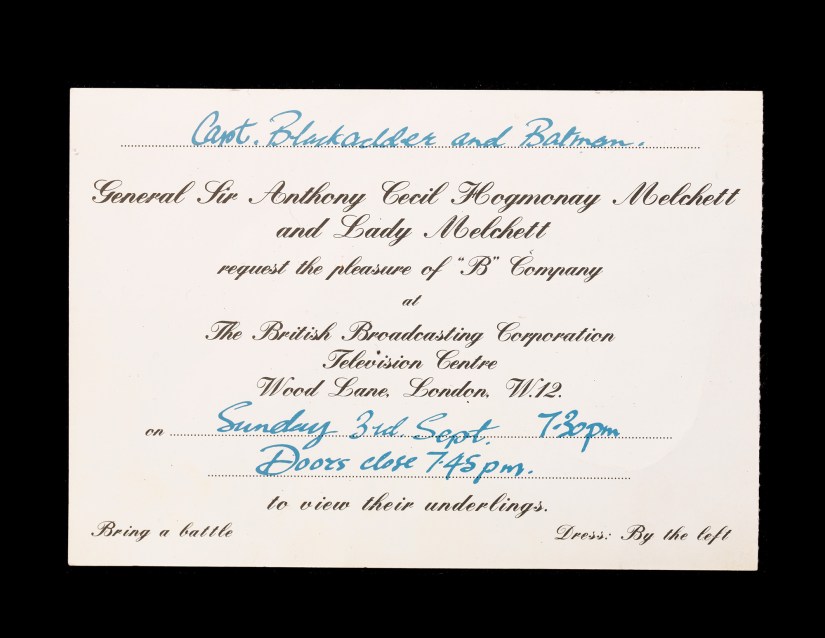 Capt. Blackadder and Batman.
General Sir Anthony Cecil Hogmonay Melchett
and Lady Melchett
request the pleasure of "B" Company
at
The British Broadcasting Corporation
Television Centre
Wood Lane, London, W.12.
on Sunday 3rd. Sept. 7.30pm
Doors close 7.45pm.
to view their underlings.
Bring a battle Dress: By the left